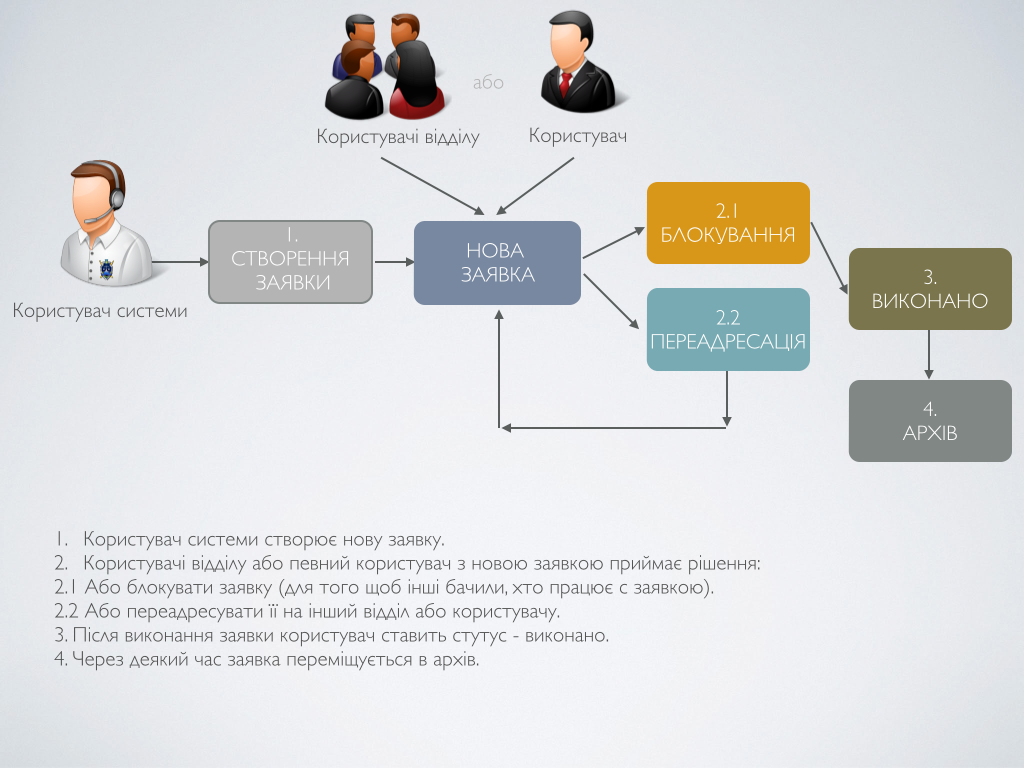 або
Користувачі відділу
Користувач
Користувач системи
1.
СТВОРЕННЯ
ЗАЯВКИ
НОВА
ЗАЯВКА
2.1
БЛОКУВАННЯ
2.2
ПЕРЕАДРЕСАЦІЯ
3.
ВИКОНАНО
4.
АРХІВ
1. Користувач системи створює нову заявку.
2. Користувачі відділу або певний користувач з новою заявкою приймає рішення:
2.1 Або блокувати заявку (для того щоб інші бачили, хто працює с заявкою).
2.2 Або переадресувати її на інший відділ або користувачу.
3. Після виконання заявки користувач ставить стутус - виконано.
4. Через деякий час заявка переміщується в архів.